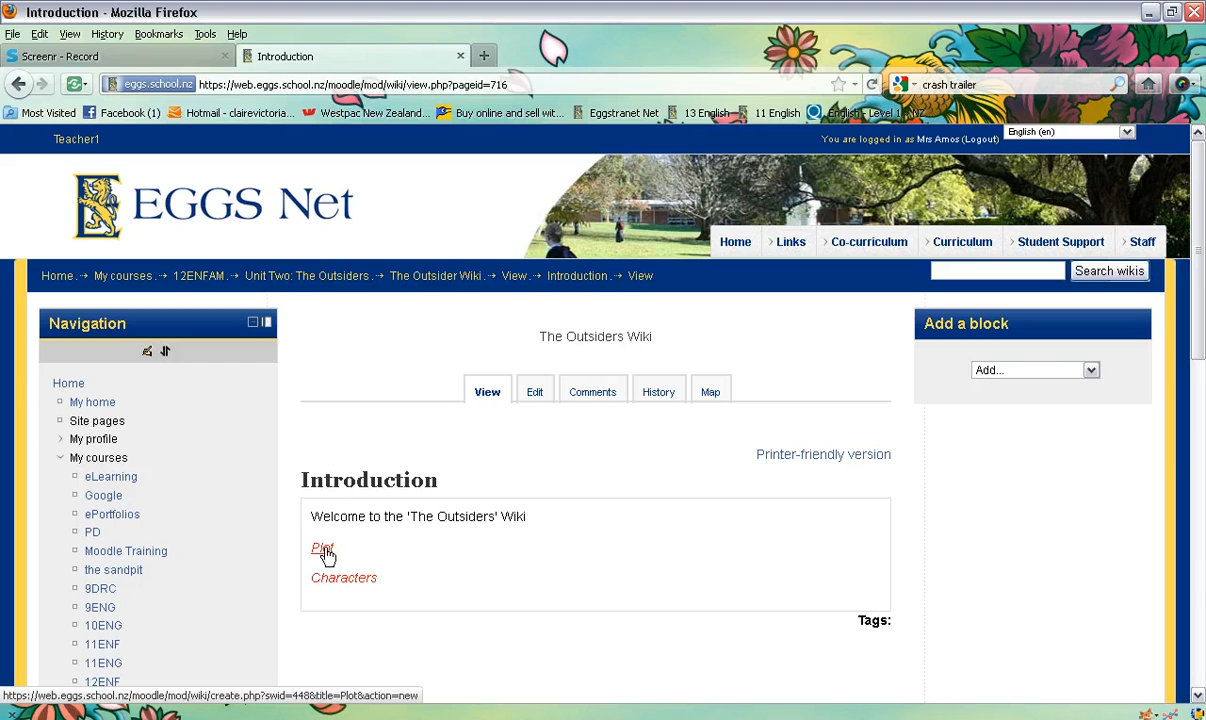 Introduction - Mozilla Firefox
File Edit View History Bookmarks Tools Help
Screenr - Record
Introduction
eggs.school.nz https://web.eggs.school.nz/moodle/mod/wiki/view.php?pageid=716
crash trailer
Most Visited Facebook (1) Hotmail - clairevictoria... Westpac New Zealand... Buy online and sell wit... Eggstranet Net 13 English 11 English English - Level
Teacher1
You are logged in as Mrs Amos (Logout)
English (en)
EGGS Net
Home Links Co-curriculum Curriculum Student Support Staff
Home → My courses → 12ENFAM → Unit Two: The Outsiders → The Outsider Wiki → View → Introduction → View
Search wikis
Navigation
Home
My home
Site pages
My profile
My courses
eLearning
Google
ePortfolios
PD
Moodle Training
the sandpit
9DRC
9ENG
10ENG
11ENF
11ENG
12ENF
The Outsiders Wiki
View Edit Comments History Map
Printer-friendly version
Introduction
Welcome to the 'The Outsiders' Wiki
Plot
Characters
Tags:
Add a block
Add...
https://web.eggs.school.nz/moodle/mod/wiki/create.php?swid=448&title=Plot&action=new